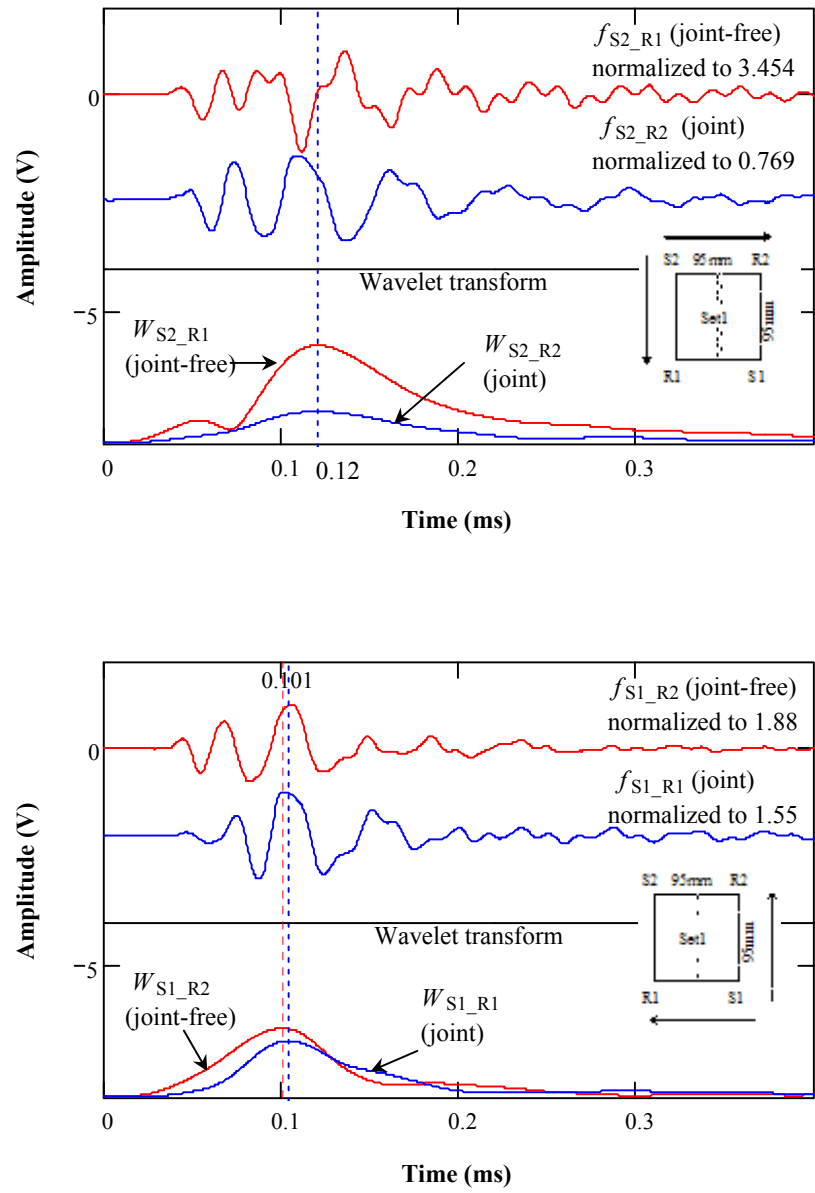 f S2_R1 (joint-free)
normalized to 3.454
0
f S2_R2 (joint)
normalized to 0.769
Amplitude (V)
S2 95mm R2
Wavelet transform
−5
Set1
95mm
W S2_R1
(joint-free)
W S2_R2
(joint)
R1 S1
0 0.1 0.2 0.3
0.12
Time (ms)
0.101
f S1_R2 (joint-free)
normalized to 1.88
0
f S1_R1 (joint)
normalized to 1.55
Amplitude (V)
S2 95mm R2
Wavelet transform
Set1
95mm
−5
W S1_R2
(joint-free)
W S1_R1
(joint)
R1 S1
0 0.1 0.2 0.3
Time (ms)